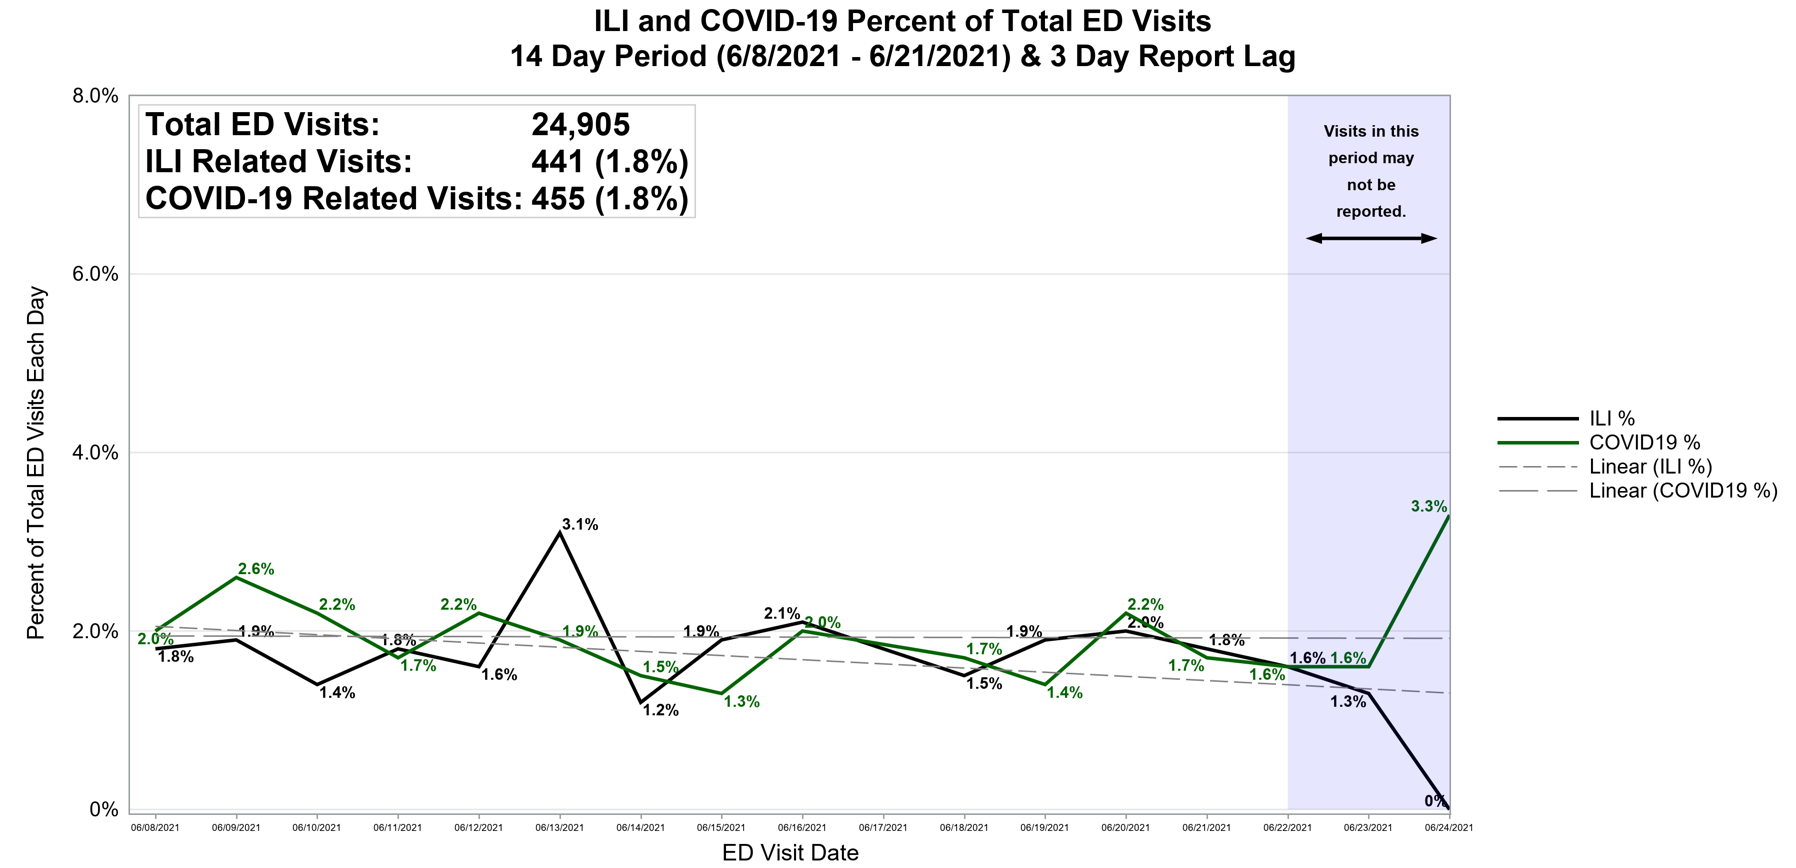 ILI and COVID-19 Percent of Total ED Visits
14 Day Period (6/8/2021 - 6/21/2021) & 3 Day Report Lag
8.0%
6.0%
4.0%
2.0%
0%
Percent of Total ED Visits Each Day
Total ED Visits: 24,905
ILI Related Visits: 441 (1.8%)
COVID-19 Related Visits: 455 (1.8%)
Visits in this
period may
not be
reported.
2.0%
1.8%
2.6%
1.9%
2.2%
1.4%
1.8%
1.7%
2.2%
1.6%
3.1%
1.9%
1.5%
1.2%
1.9%
1.3%
2.1%
2.0%
1.7%
1.5%
1.9%
1.4%
2.2%
2.0%
1.8%
1.7%
1.6%
1.6%
1.6%
1.3%
3.3%
0%
06/08/2021 06/09/2021 06/10/2021 06/11/2021 06/12/2021 06/13/2021 06/14/2021 06/15/2021 06/16/2021 06/17/2021 06/18/2021 06/19/2021 06/20/2021 06/21/2021 06/22/2021 06/23/2021 06/24/2021
ED Visit Date
ILI %
COVID19 %
Linear (ILI %)
Linear (COVID19 %)